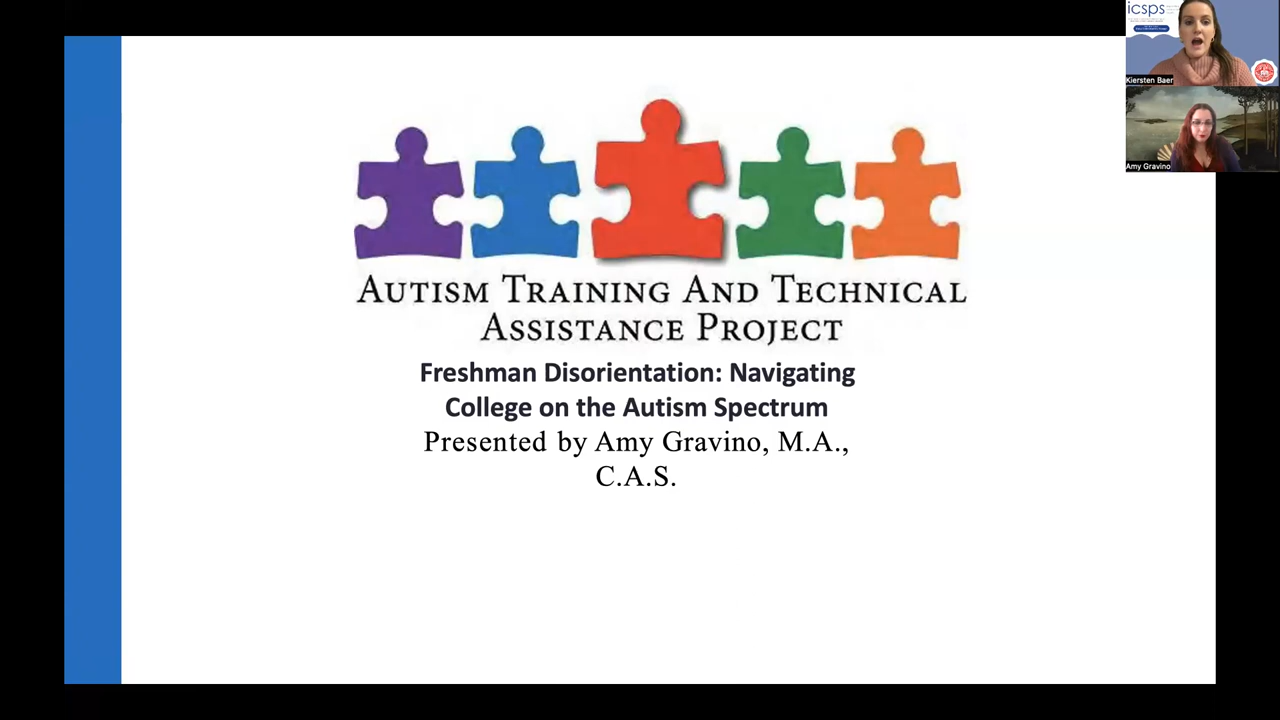 icsps
Kiersten Baer
Amy Gravino
AUTISM TRAINING AND TECHNICAL
ASSISTANCE PROJECT
Freshman Disorientation: Navigating
College on the Autism Spectrum
Presented by Amy Gravino, M.A.,
C.A.S.